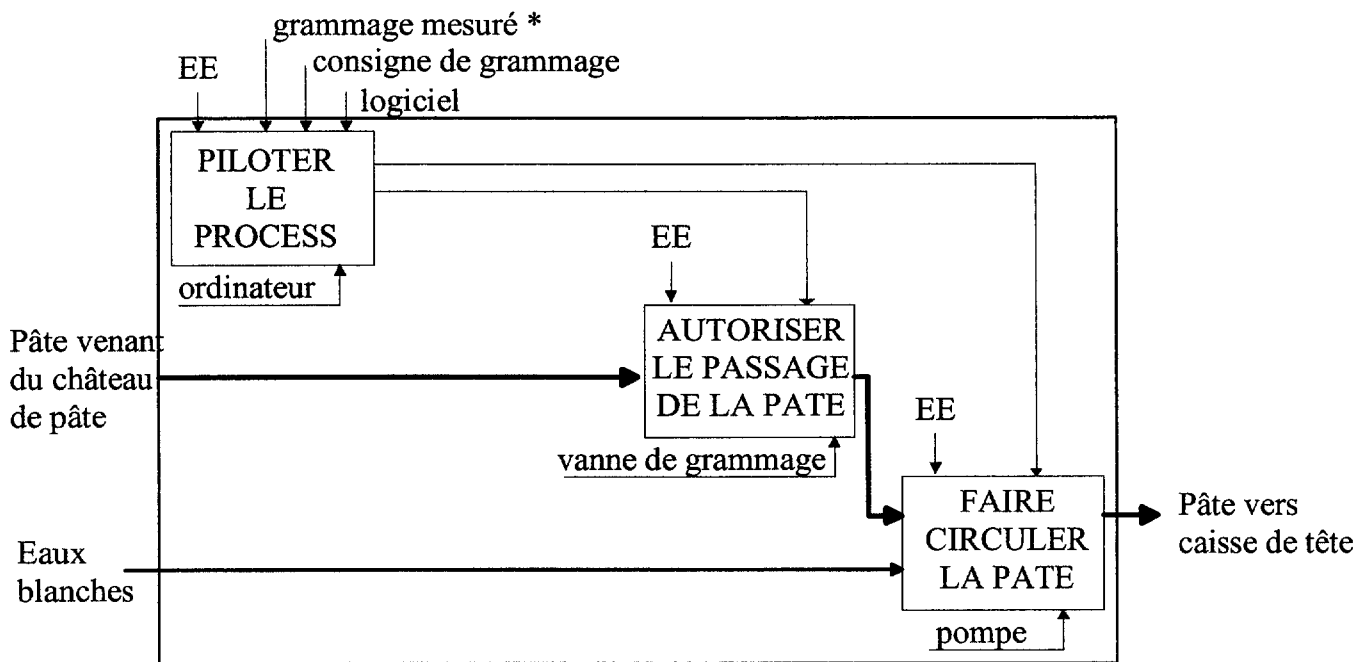 grammage mesuré *
consigne de grammage
EE
logiciel
PILOTER
LE
PROCESS
ordinateur
EE
AUTORISER
LE PASSAGE
DE LA PATE
vanne de grammage
Pâte venant
du château
de pâte
EE
FAIRE
CIRCULER
LA PATE
pompe
Pâte vers
caisse de tête
Eaux
blanches